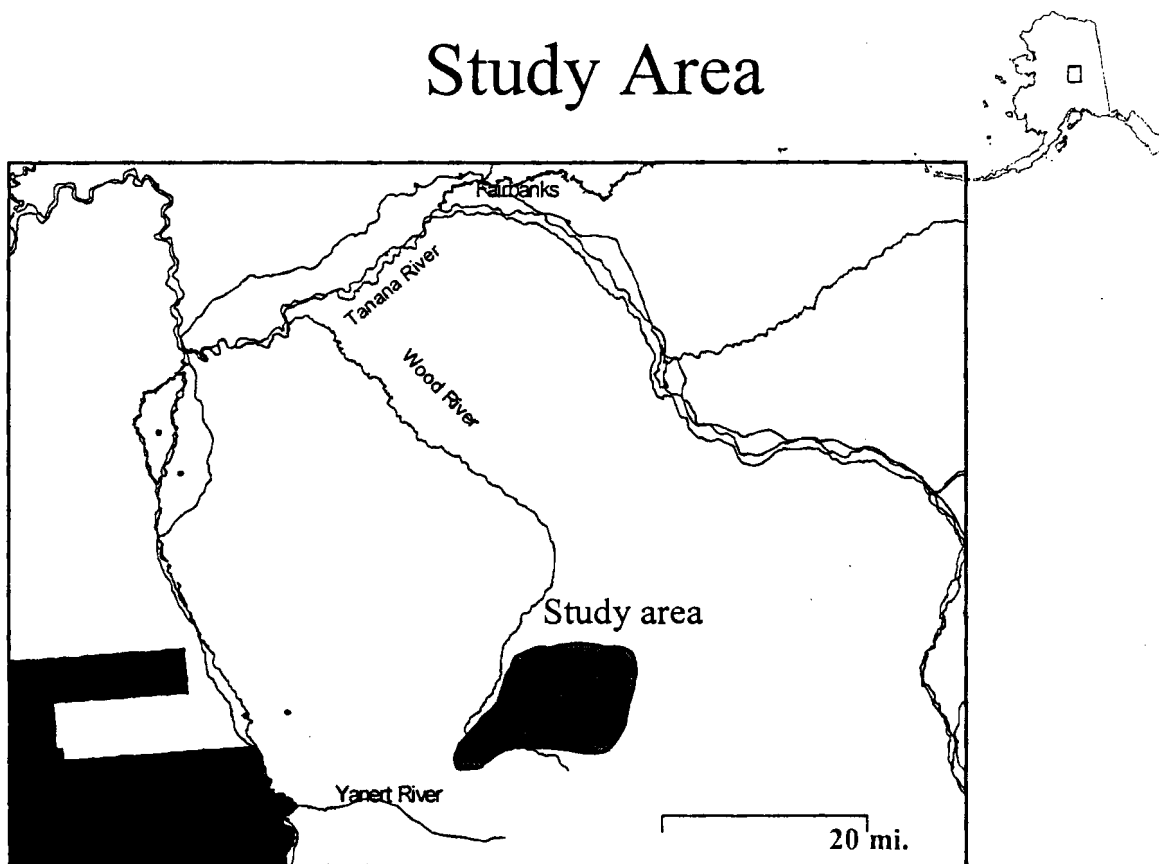 Study Area
Fairbanks
Tanana River
Wood River
Study area
Yanert River
20 mi.